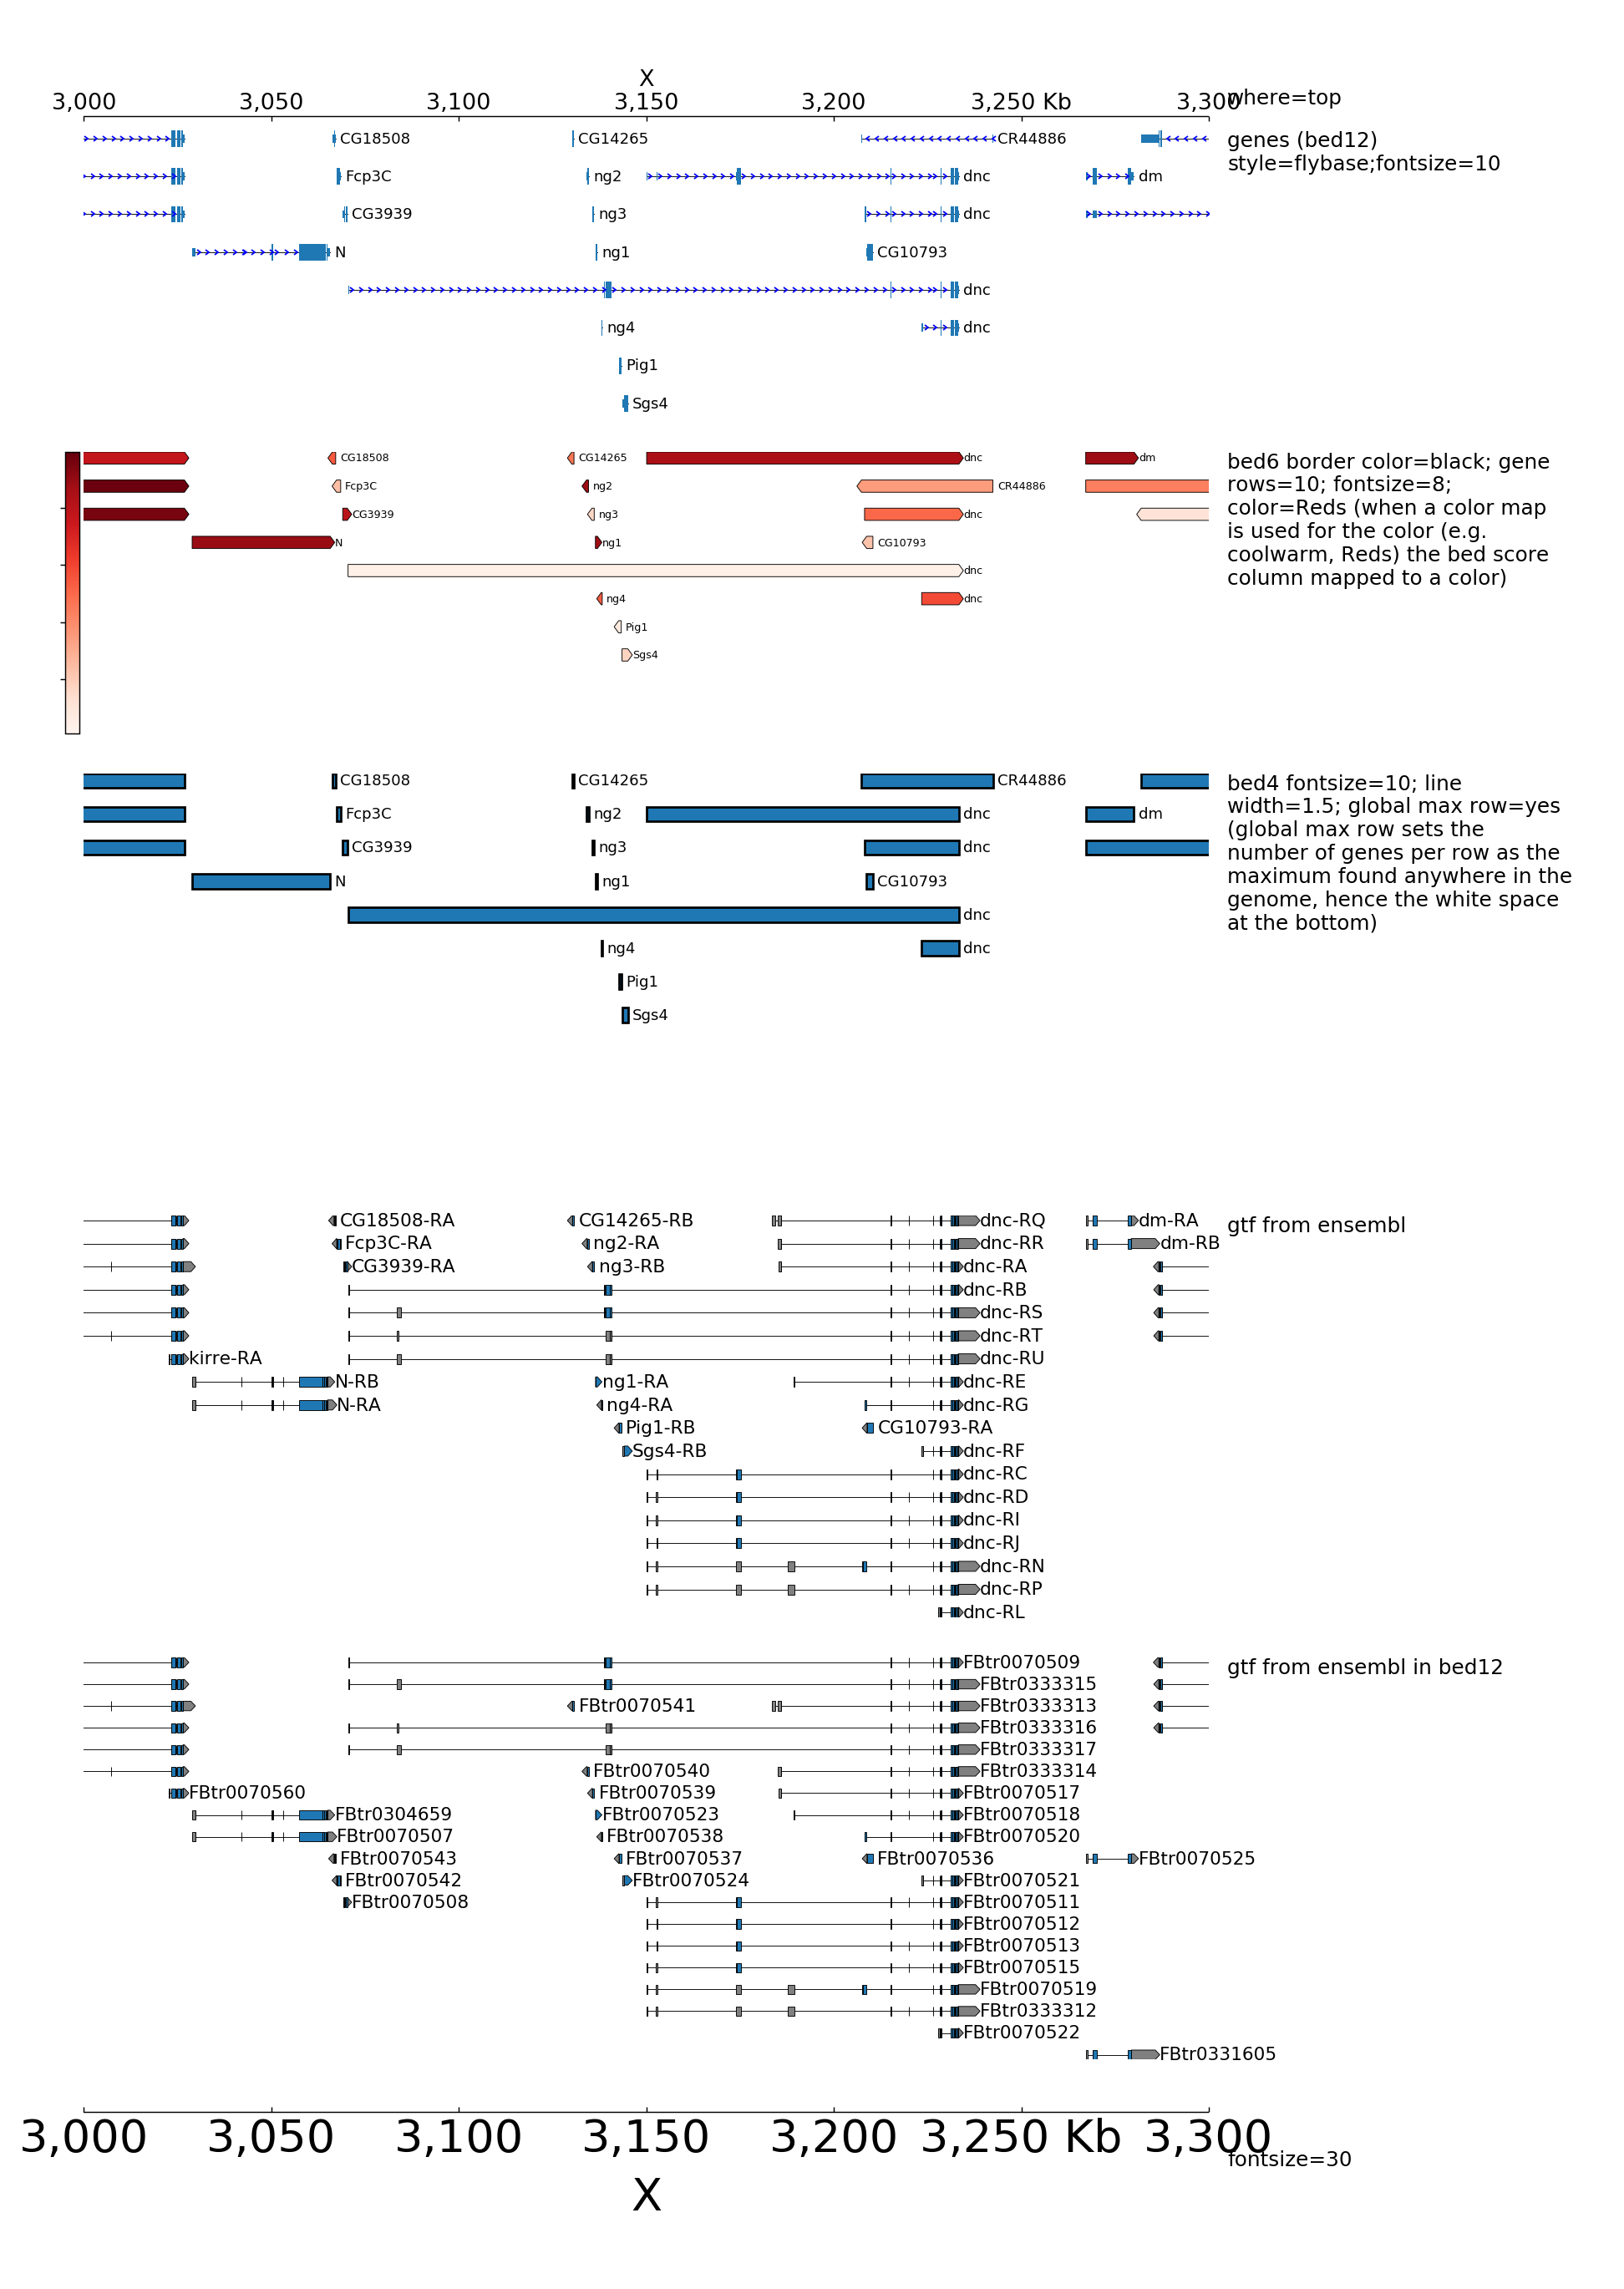 X
3,000 3,050 3,100 3,150 3,200 3,250 Kb 3,300 where=top
CG18508 CG14265 CR44886 genes (bed12)
style=flybase;fontsize=10
Fcp3C ng2 dnc dm
CG3939 ng3 dnc
N ng1 CG10793
dnc
ng4 dnc
Pig1
Sgs4
CG18508 CG14265 dnc dm bed6 border color=black; gene
Fcp3C ng2 CR44886 rows=10; fontsize=8;
CG3939 ng3 dnc color=Reds (when a color map
N ng1 CG10793 is used for the color (e.g.
dnc coolwarm, Reds) the bed score
column mapped to a color)
ng4 dnc
Pig1
Sgs4
CG18508 CG14265 CR44886 bed4 fontsize=10; line
Fcp3C ng2 dnc dm width=1.5; global max row=yes
(global max row sets the
CG3939 ng3 dnc number of genes per row as the
N ng1 CG10793 maximum found anywhere in the
genome, hence the white space
dnc at the bottom)
ng4 dnc
Pig1
Sgs4
CG18508-RA CG14265-RB dnc-RQ dm-RA gtf from ensembl
Fcp3C-RA ng2-RA dnc-RR dm-RB
CG3939-RA ng3-RB dnc-RA
dnc-RB
dnc-RS
dnc-RT
kirre-RA dnc-RU
N-RB ng1-RA dnc-RE
N-RA ng4-RA dnc-RG
Pig1-RB CG10793-RA
Sgs4-RB dnc-RF
dnc-RC
dnc-RD
dnc-RI
dnc-RJ
dnc-RN
dnc-RP
dnc-RL
FBtr0070509 gtf from ensembl in bed12
FBtr0333315
FBtr0070541 FBtr0333313
FBtr0333316
FBtr0333317
FBtr0070540 FBtr0333314
FBtr0070560 FBtr0070539 FBtr0070517
FBtr0304659 FBtr0070523 FBtr0070518
FBtr0070507 FBtr0070538 FBtr0070520
FBtr0070543 FBtr0070537 FBtr0070536 FBtr0070525
FBtr0070542 FBtr0070524 FBtr0070521
FBtr0070508 FBtr0070511
FBtr0070512
FBtr0070513
FBtr0070515
FBtr0070519
FBtr0333312
FBtr0070522
FBtr0331605
3,000 3,050 3,100 3,150 3,200 3,250 Kb 3,300
fontsize=30
X